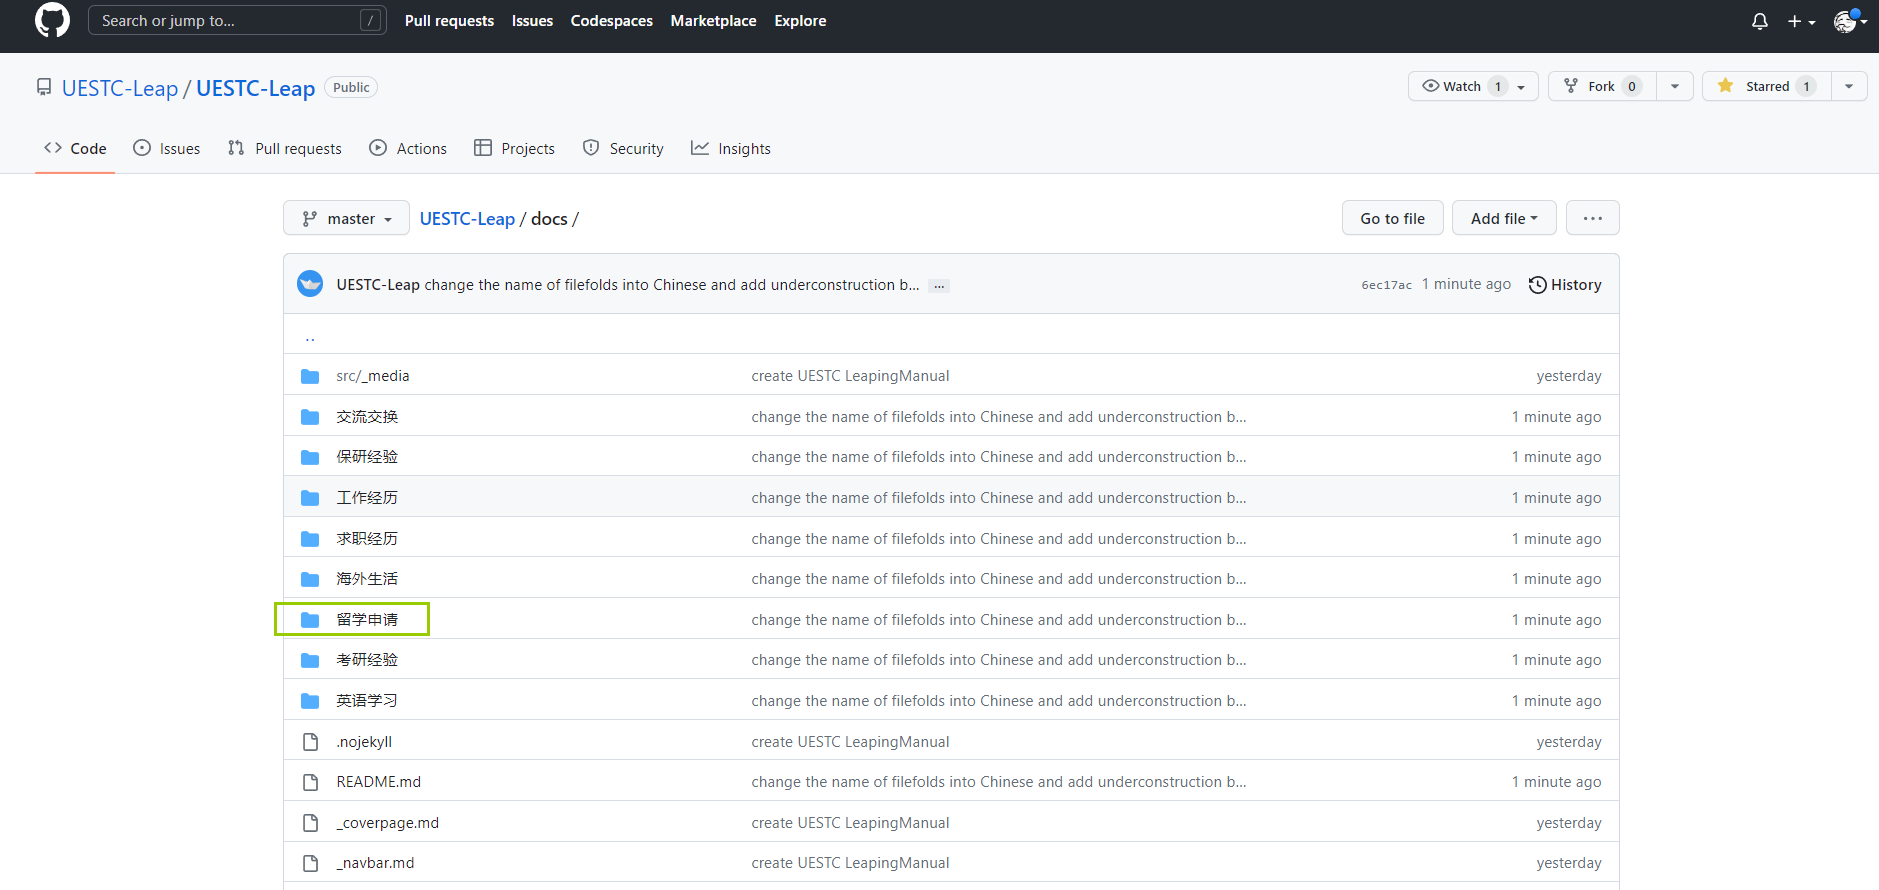 Search or jump to... /
Pull requests Issues Codespaces Marketplace Explore
UESTC-Leap / UESTC-Leap Public
Watch 1 Fork 0 Starred 1
Code Issues Pull requests Actions Projects Security Insights
master UESTC-Leap / docs / Go to file Add file ...
UESTC-Leap change the name of filefolds into Chinese and add underconstruction b... ... 6ec17ac 1 minute ago History
..
src/_media create UESTC LeapingManual yesterday
交流交换 change the name of filefolds into Chinese and add underconstruction b... 1 minute ago
保研经验 change the name of filefolds into Chinese and add underconstruction b... 1 minute ago
工作经历 change the name of filefolds into Chinese and add underconstruction b... 1 minute ago
求职经历 change the name of filefolds into Chinese and add underconstruction b... 1 minute ago
海外生活 change the name of filefolds into Chinese and add underconstruction b... 1 minute ago
留学申请 change the name of filefolds into Chinese and add underconstruction b... 1 minute ago
考研经验 change the name of filefolds into Chinese and add underconstruction b... 1 minute ago
英语学习 change the name of filefolds into Chinese and add underconstruction b... 1 minute ago
.nojekyll create UESTC LeapingManual yesterday
README.md change the name of filefolds into Chinese and add underconstruction b... 1 minute ago
_coverpage.md create UESTC LeapingManual yesterday
_navbar.md create UESTC LeapingManual yesterday